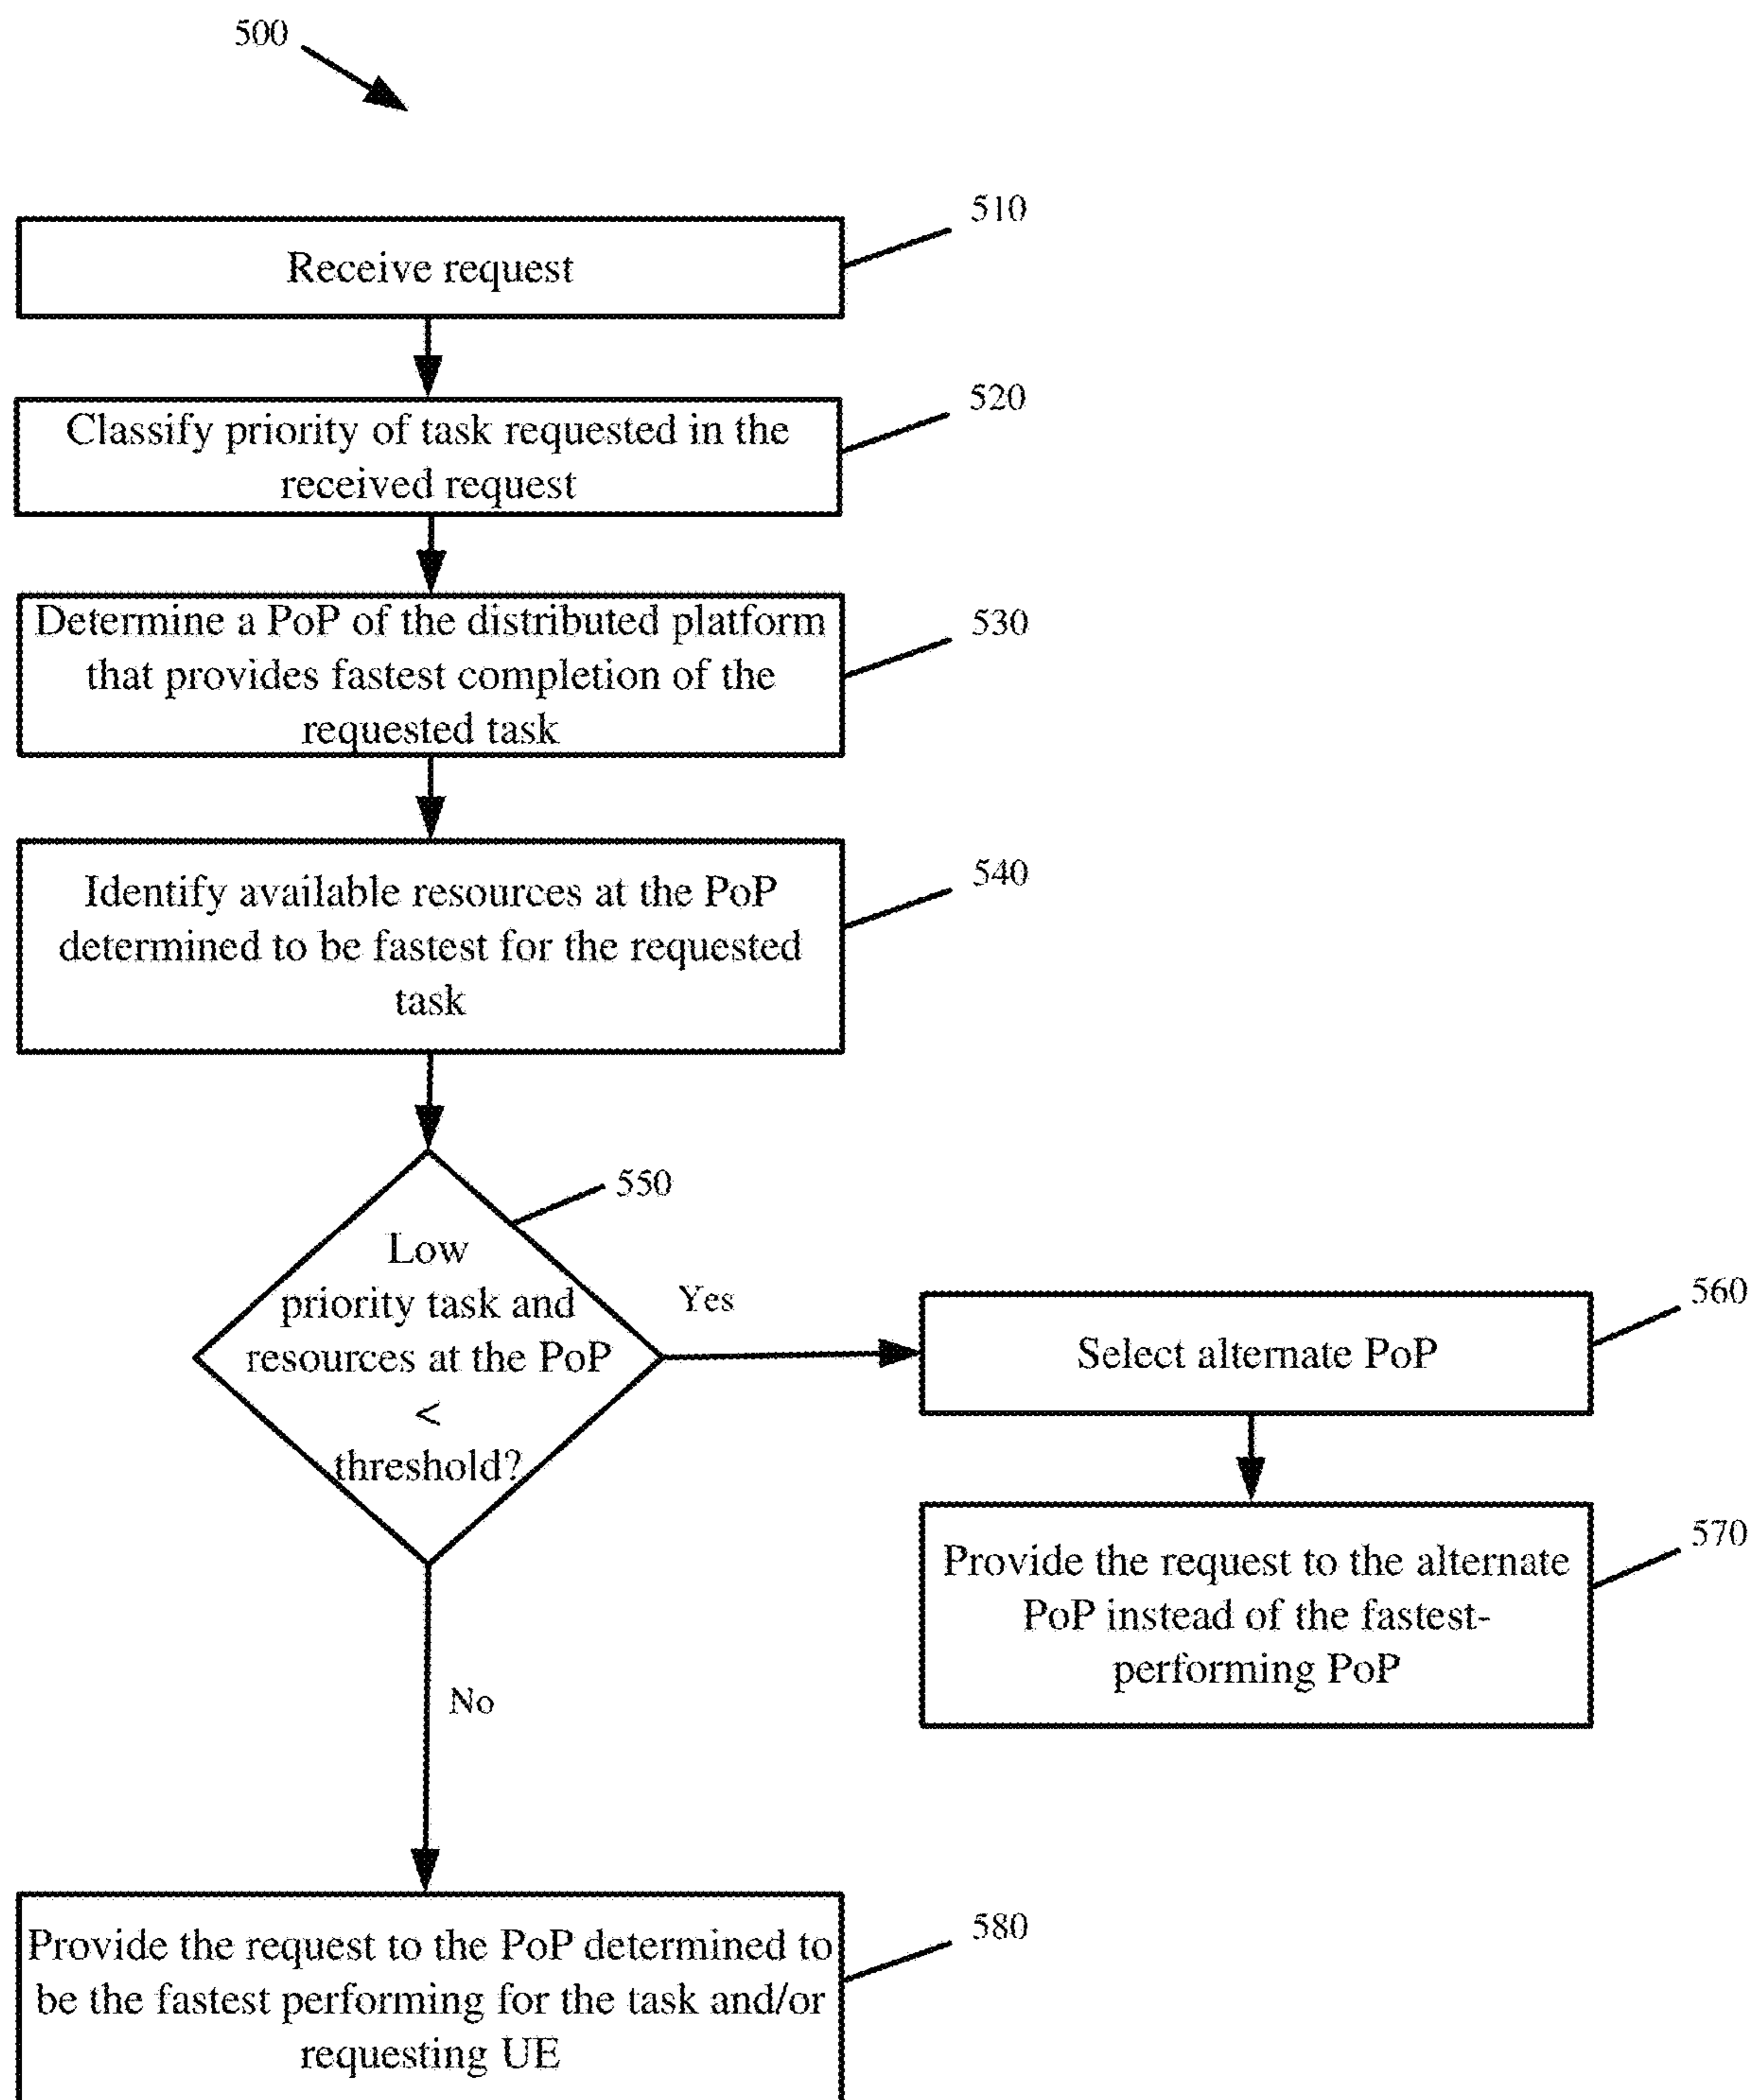 500
510
Receive request
520
Classify priority of task requested in the
received request
530
Determine a PoP of the distributed platform
that provides fastest completion of the
requested task
540
Identify available resources at the PoP
determined to be fastest for the requested
task
550
Low
priority task and
resources at the PoP
<
threshold?
Yes
560
Select alternate PoP
570
Provide the request to the alternate
PoP instead of the fastest-
performing PoP
No
580
Provide the request to the PoP determined to
be the fastest performing for the task and/or
requesting UE